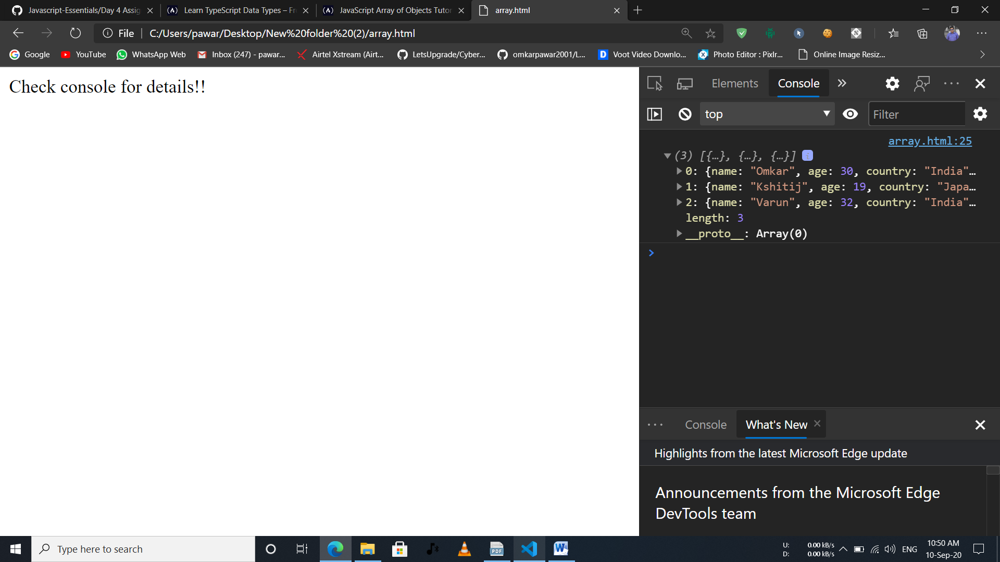 Javascript-Essentials/Day 4 Assig
Learn TypeScript Data Types – Fr
JavaScript Array of Objects Tutor
array.html
File
C:/Users/pawar/Desktop/New%20folder%20(2)/array.html
Google
YouTube
WhatsApp Web
Inbox (247) - pawar...
Airtel Xstream (Airt...
LetsUpgrade/Cyber...
omkarpawar2001/L...
Voot Video Downlo...
Photo Editor : Pixlr...
Online Image Resiz...
Check console for details!!
Elements
Console
top
Filter
array.html:25
(3) [{…}, {…}, {…}]
0: {name: "Omkar", age: 30, country: "India"…
1: {name: "Kshitij", age: 19, country: "Japa…
2: {name: "Varun", age: 32, country: "India"…
length: 3
__proto__: Array(0)
Console
What's New
Highlights from the latest Microsoft Edge update
Announcements from the Microsoft Edge
DevTools team
Type here to search
PDF
U: 0.00 kB/s
D: 0.00 kB/s
ENG
10:50 AM
10-Sep-20